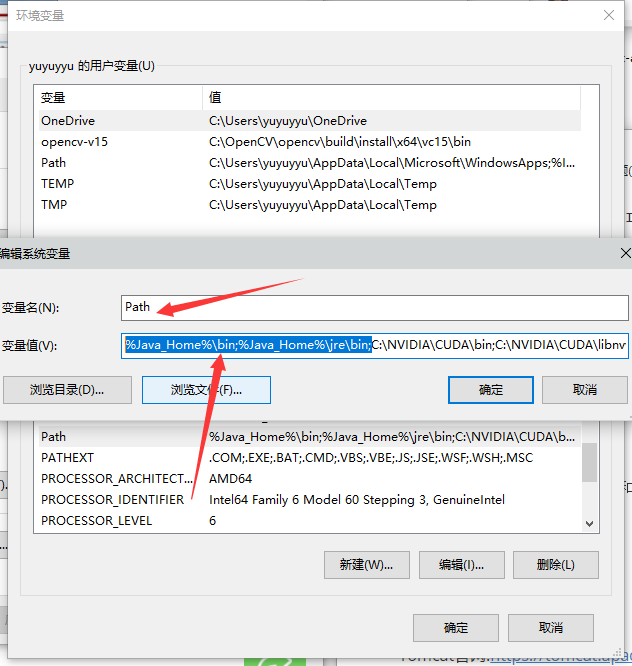 环境变量
yuyuyyu 的用户变量(U)
变量 值
OneDrive C:\Users\yuyuyyu\OneDrive
opencv-v15 C:\OpenCV\opencv\build\install\x64\vc15\bin
Path C:\Users\yuyuyyu\AppData\Local\Microsoft\WindowsApps;%I...
TEMP C:\Users\yuyuyyu\AppData\Local\Temp
TMP C:\Users\yuyuyyu\AppData\Local\Temp
编辑系统变量
变量名(N): Path
变量值(V): %Java_Home%\bin;%Java_Home%\jre\bin;C:\NVIDIA\CUDA\bin;C:\NVIDIA\CUDA\libnv
浏览目录(D)... 浏览文件(F)... 确定 取消
Path %Java_Home%\bin;%Java_Home%\jre\bin;C:\NVIDIA\CUDA\b...
PATHEXT .COM;.EXE;.BAT;.CMD;.VBS;.VBE;.JS;.JSE;.WSF;.WSH;.MSC
PROCESSOR_ARCHITECT... AMD64
PROCESSOR_IDENTIFIER Intel64 Family 6 Model 60 Stepping 3, GenuineIntel
PROCESSOR_LEVEL 6
新建(W)... 编辑(I)... 删除(L)
确定 取消
Tomcat官网:https://tomcat.apac